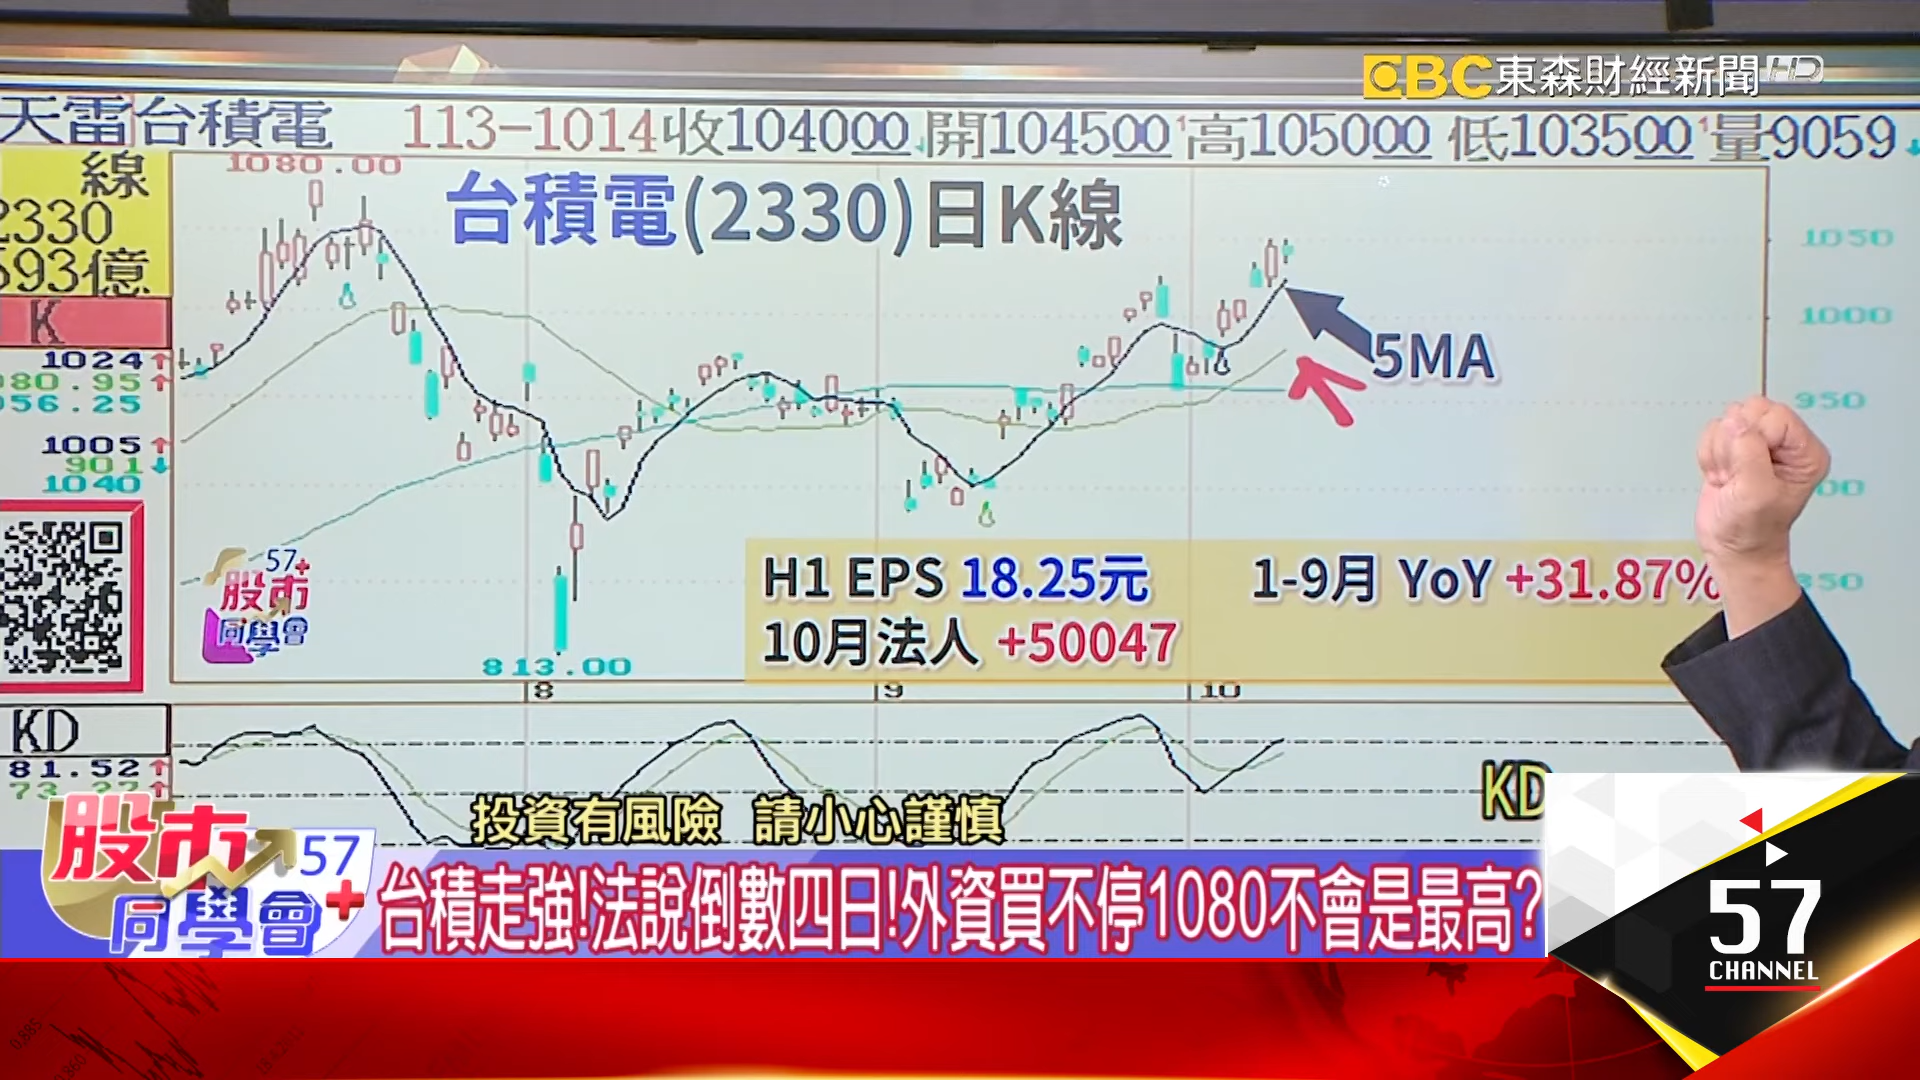 EBC東森財經新聞HD
天雷台積電 113-1014收104000↓開104500↑高105000 低103500↑量9059↓
線
2330
593億
K
1024↑
980.95↑
956.25
1005↑
901↓
1040
1080.00
台積電(2330)日K線
5MA
1050
1000
950
850
57+
股市
同學會
H1 EPS 18.25元 1-9月 YoY +31.87%
10月法人 +50047
813.00
8 9 10
KD
81.52↑
KD
投資有風險 請小心謹慎
股市 57
同學會+
台積走強!法說倒數四日!外資買不停1080不會是最高?
57
CHANNEL